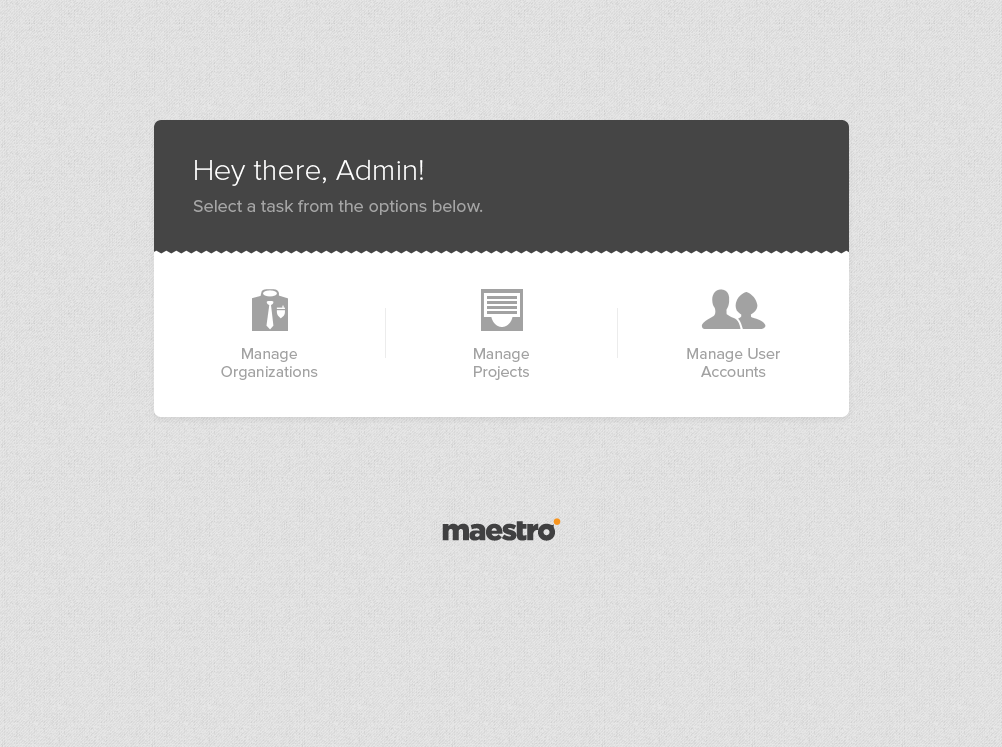 Hey there, Admin!
Select a task from the options below.
Manage
Organizations
Manage
Projects
Manage User
Accounts
maestro